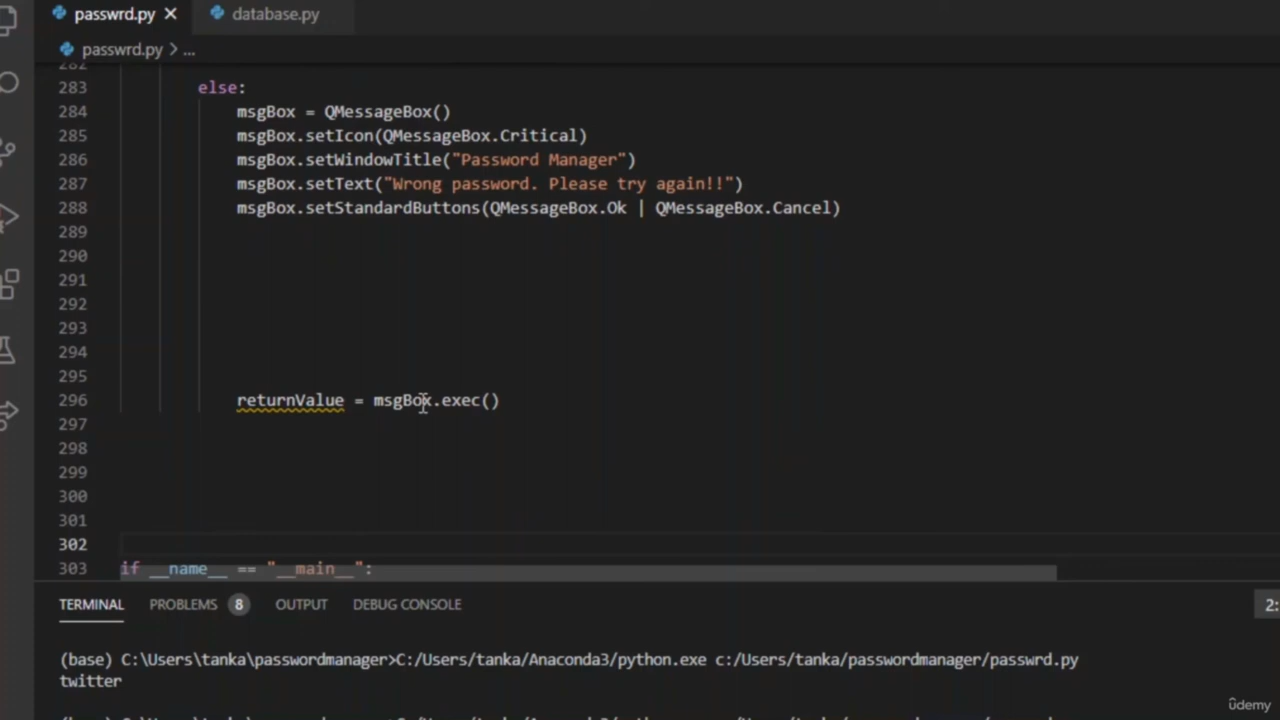 passwrd.py
database.py
passwrd.py > ...
282
283 else:
284 msgBox = QMessageBox()
285 msgBox.setIcon(QMessageBox.Critical)
286 msgBox.setWindowTitle("Password Manager")
287 msgBox.setText("Wrong password. Please try again!!")
288 msgBox.setStandardButtons(QMessageBox.Ok | QMessageBox.Cancel)
289
290
291
292
293
294
295
296 returnValue = msgBox.exec()
297
298
299
300
301
302
303 if __name__ == "__main__":
TERMINAL PROBLEMS 8 OUTPUT DEBUG CONSOLE
2:
(base) C:\Users\tanka\passwordmanager>C:/Users/tanka/Anaconda3/python.exe c:/Users/tanka/passwordmanager/passwrd.py
twitter
udemy